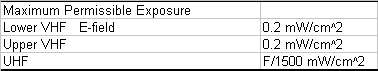 Maximum Permissible Exposure
Lower VHF E-field 0.2 mW/cm^2
Upper VHF 0.2 mW/cm^2
UHF F/1500 mW/cm^2